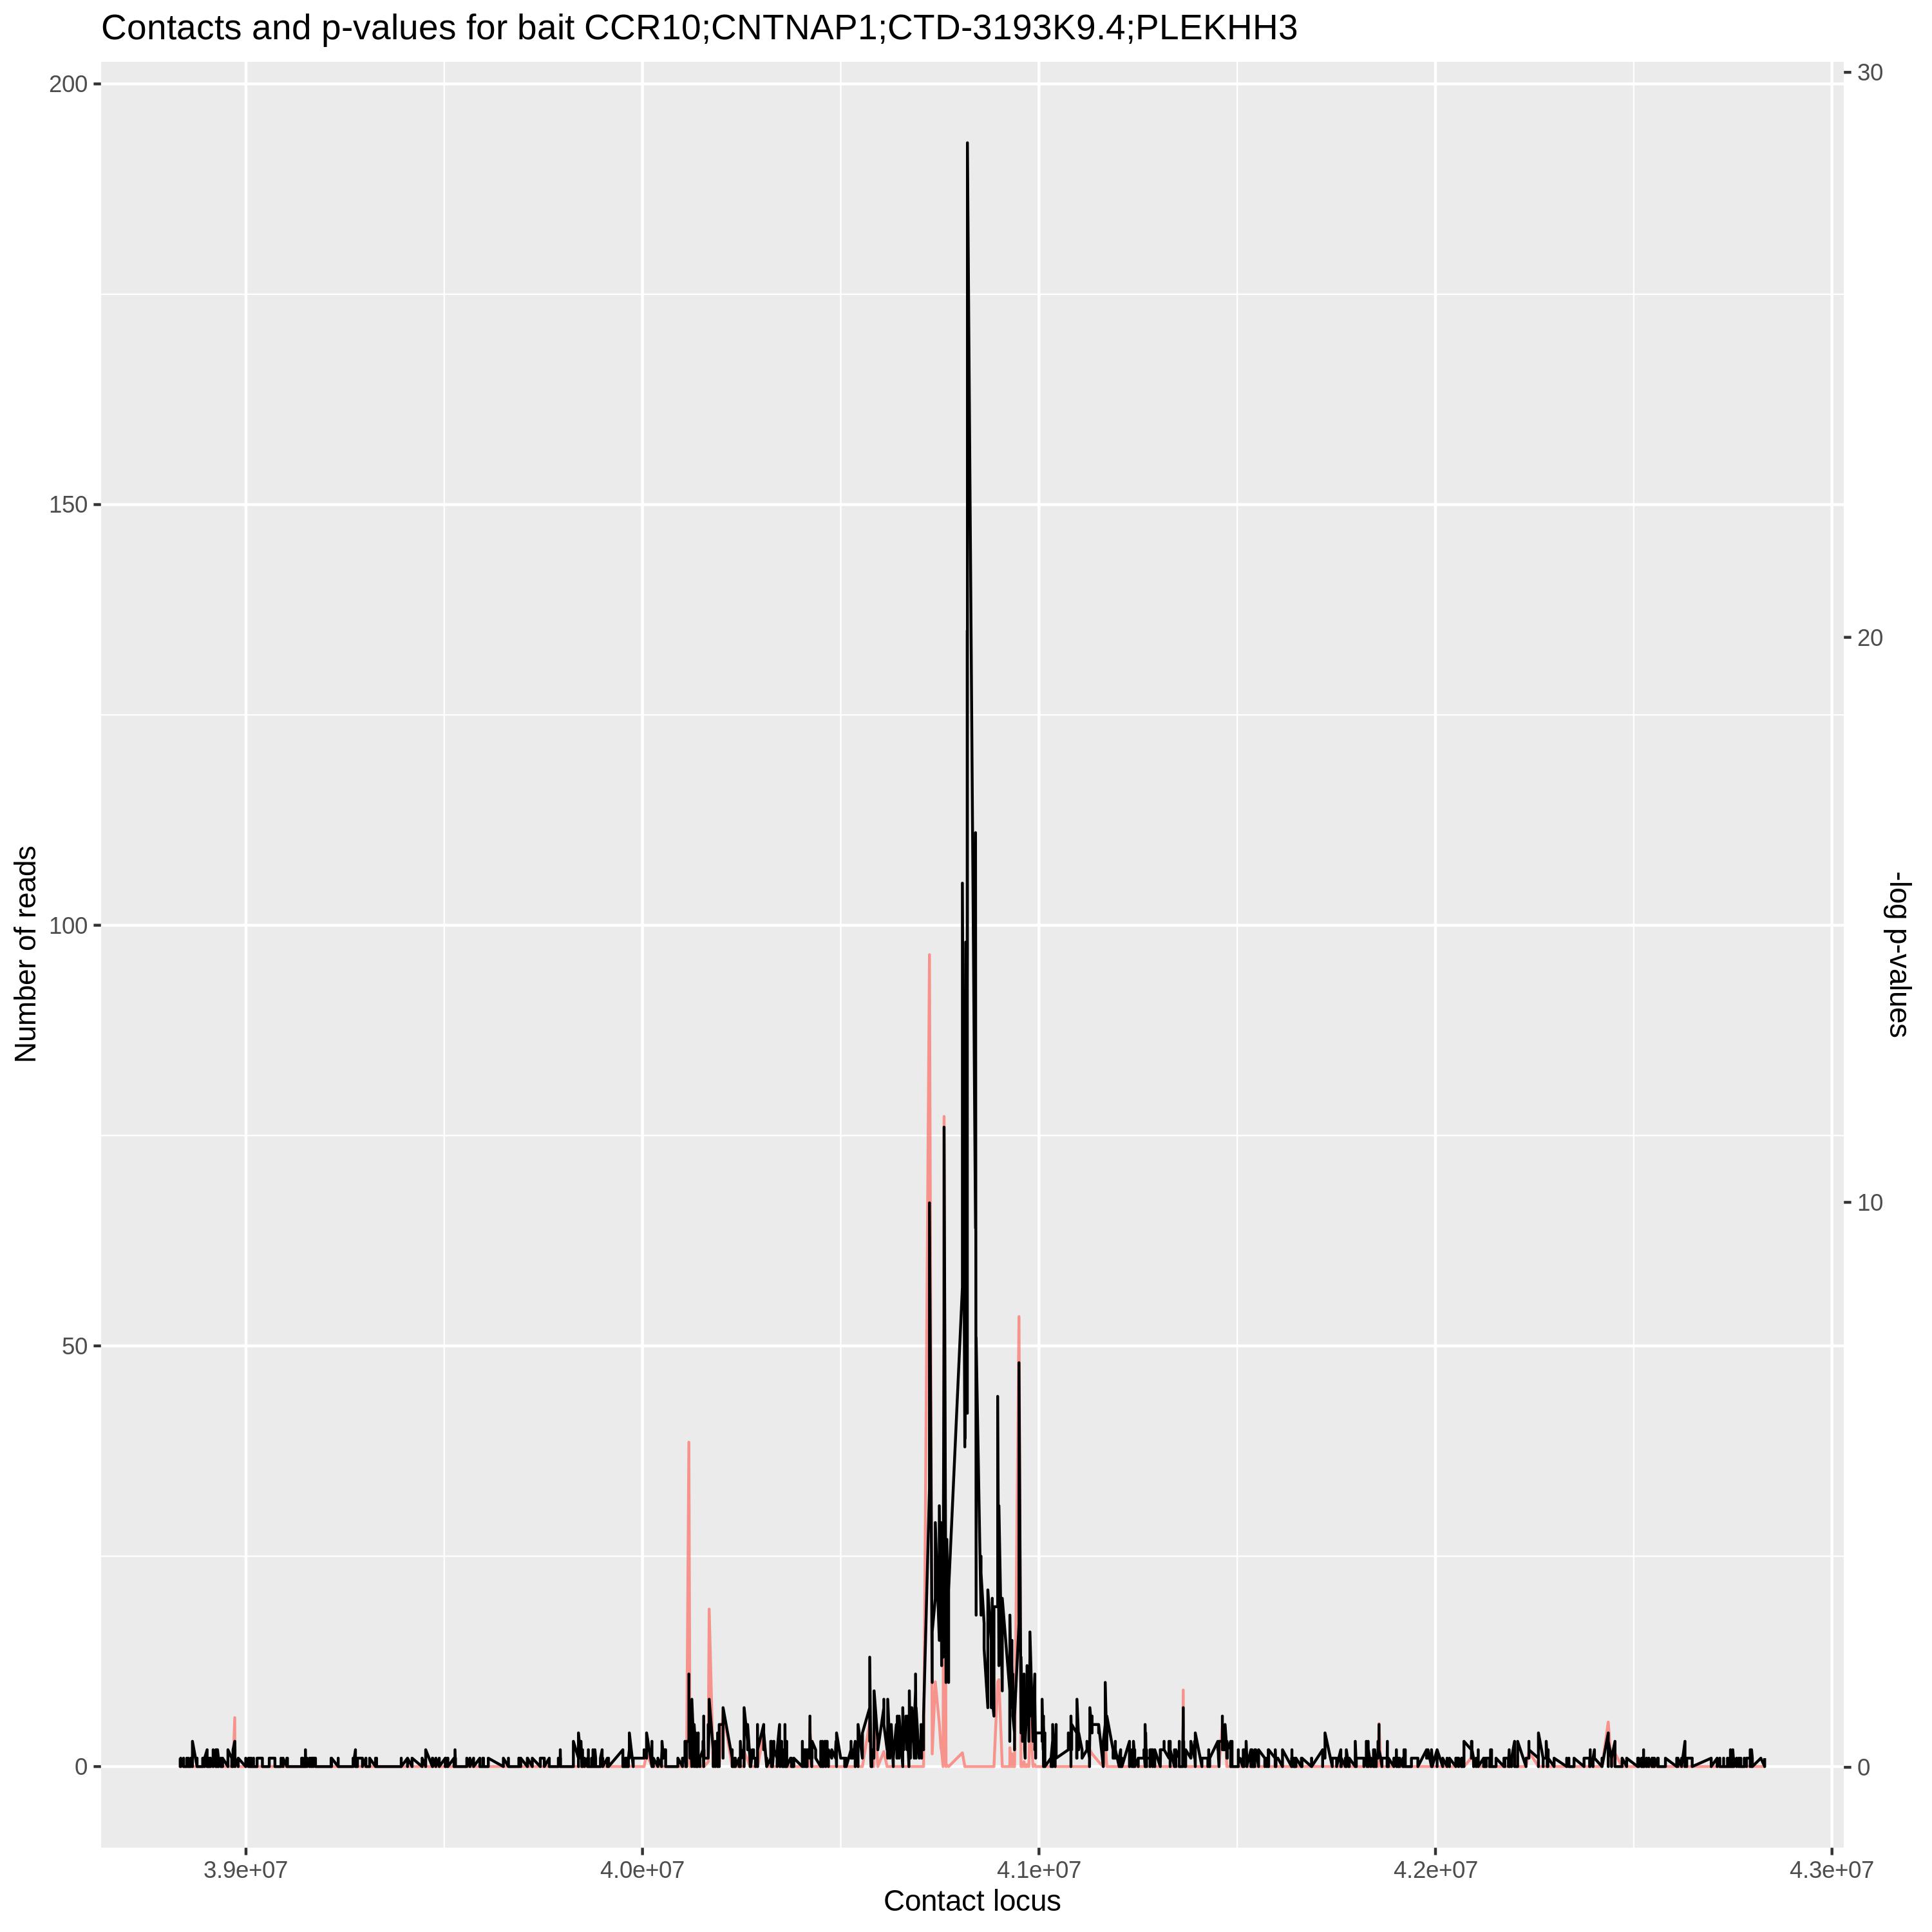 Contacts and p-values for bait CCR10;CNTNAP1;CTD-3193K9.4;PLEKHH3
200
150
100
50
0
Number of reads
30
20
10
0
-log p-values
3.9e+07
4.0e+07
4.1e+07
4.2e+07
4.3e+07
Contact locus